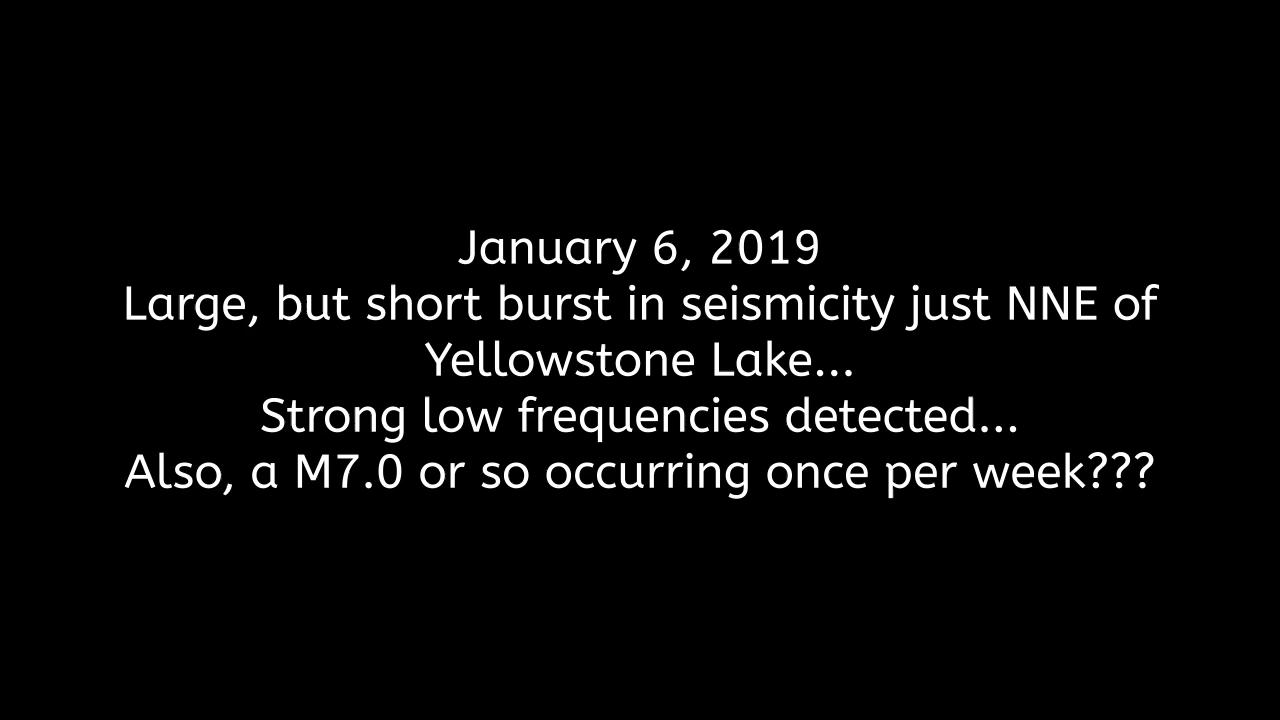 January 6, 2019
Large, but short burst in seismicity just NNE of
Yellowstone Lake...
Strong low frequencies detected...
Also, a M7.0 or so occurring once per week???